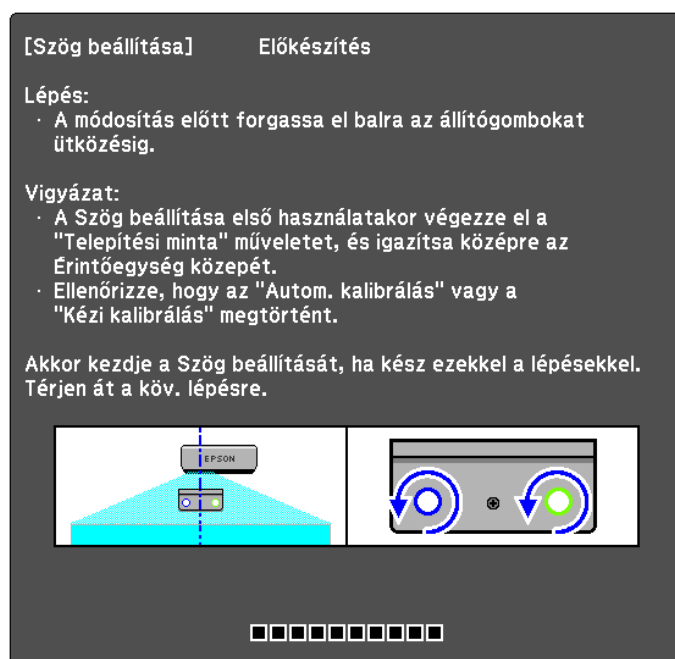 [Szög beállítása] Előkészítés
Lépés:
· A módosítás előtt forgassa el balra az állítógombokat
ütközésig.
Vigyázat:
· A Szög beállítása első használatakor végezze el a
"Telepítési minta" műveletet, és igazítsa középre az
Érintőegység közepét.
· Ellenőrizze, hogy az "Autom. kalibrálás" vagy a
"Kézi kalibrálás" megtörtént.
Akkor kezdje a Szög beállítását, ha kész ezekkel a lépésekkel.
Térjen át a köv. lépésre.
EPSON